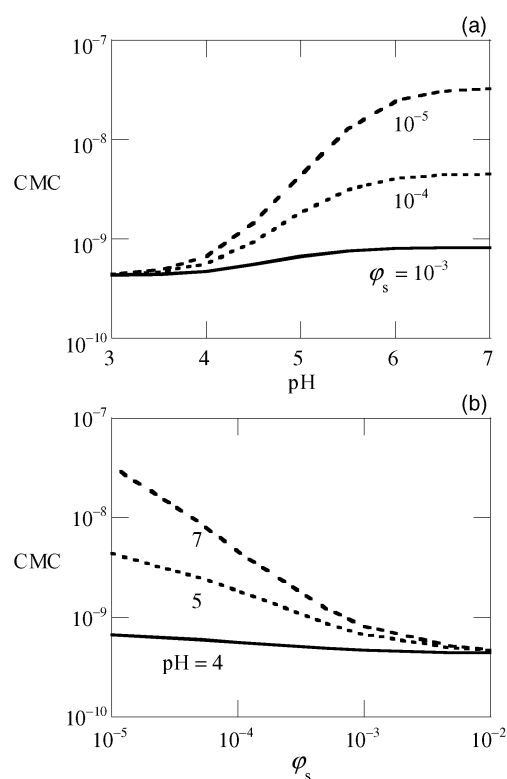 (a)
10⁻⁷
10⁻⁸
10⁻⁵
CMC
10⁻⁴
10⁻⁹
φₛ = 10⁻³
10⁻¹⁰
3 4 5 6 7
pH
(b)
10⁻⁷
10⁻⁸
7
CMC
5
10⁻⁹
pH = 4
10⁻¹⁰
10⁻⁵ 10⁻⁴ 10⁻³ 10⁻²
φₛ